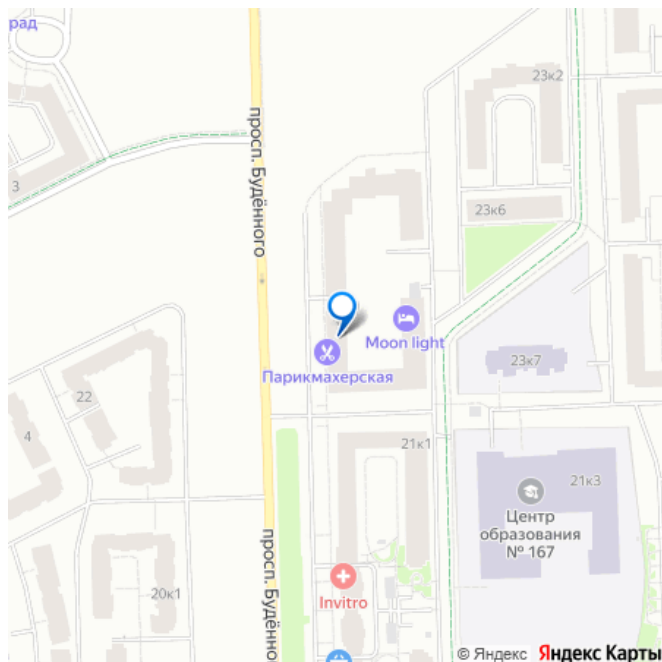 рад
23к2
просп. Будённого
3
23к6
Moon light
Парикмахерская
23к7
22
4
21к1
21к3
Центр
образования
№ 167
просп. Будённого
20к1
Invitro
© Яндекс Яндекс Карты